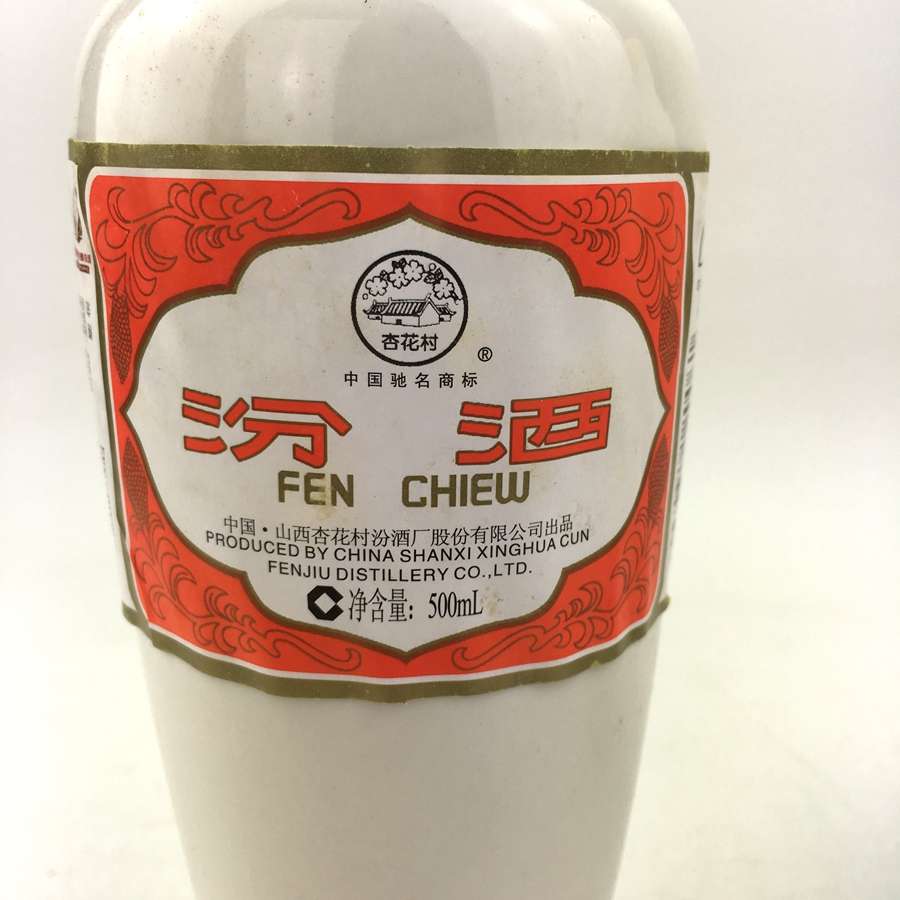 杏花村
®
中国驰名商标
汾 酒
FEN CHIEW
中国·山西杏花村汾酒厂股份有限公司出品
PRODUCED BY CHINA SHANXI XINGHUA CUN
FENJIU DISTILLERY CO.,LTD.
净含量: 500mL